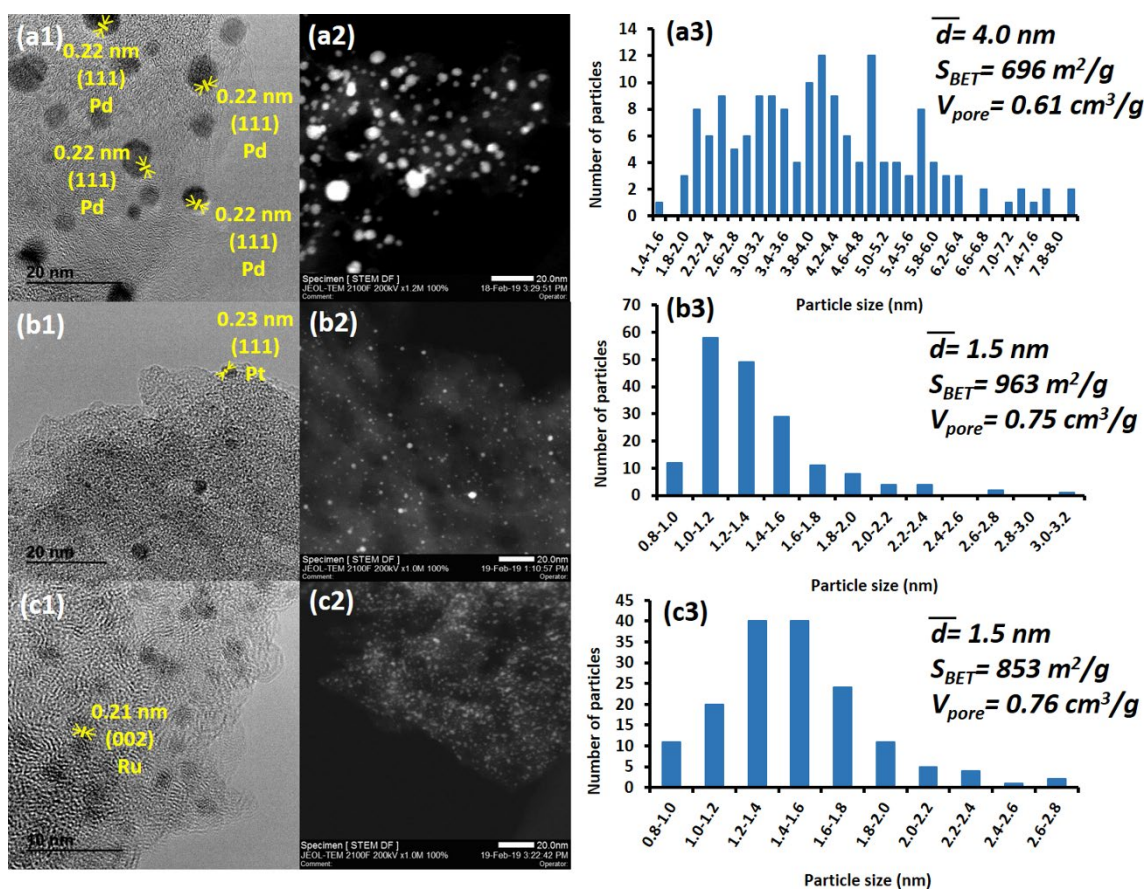 (a1)
0.22 nm
(111)
Pd
0.22 nm
(111)
Pd
0.22 nm
(111)
Pd
0.22 nm
(111)
Pd
20 nm
(a2)
Specimen [ STEM DF ]
20.0nm
JEOL-TEM 2100F 200kV x1.2M 100%
18-Feb-19 3:29:51 PM
Comment:
Operator:
(a3)
d= 4.0 nm
S_BET= 696 m²/g
V_pore= 0.61 cm³/g
Number of particles
14
12
10
8
6
4
2
0
1.4-1.6
1.8-2.0
2.2-2.4
2.6-2.8
3.0-3.2
3.4-3.6
3.8-4.0
4.2-4.4
4.6-4.8
5.0-5.2
5.4-5.6
5.8-6.0
6.2-6.4
6.6-6.8
7.0-7.2
7.4-7.6
7.8-8.0
Particle size (nm)
(b1)
0.23 nm
(111)
Pt
20 nm
(b2)
Specimen [ STEM DF ]
20.0nm
JEOL-TEM 2100F 200kV x1.0M 100%
19-Feb-19 1:10:57 PM
Comment:
Operator:
(b3)
d= 1.5 nm
S_BET= 963 m²/g
V_pore= 0.75 cm³/g
Number of particles
70
60
50
40
30
20
10
0
0.8-1.0
1.0-1.2
1.2-1.4
1.4-1.6
1.6-1.8
1.8-2.0
2.0-2.2
2.2-2.4
2.4-2.6
2.6-2.8
2.8-3.0
3.0-3.2
Particle size (nm)
(c1)
0.21 nm
(002)
Ru
10 nm
(c2)
Specimen [ STEM DF ]
20.0nm
JEOL-TEM 2100F 200kV x1.0M 100%
19-Feb-19 3:22:42 PM
Comment:
Operator:
(c3)
d= 1.5 nm
S_BET= 853 m²/g
V_pore= 0.76 cm³/g
Number of particles
45
40
35
30
25
20
15
10
5
0
0.8-1.0
1.0-1.2
1.2-1.4
1.4-1.6
1.6-1.8
1.8-2.0
2.0-2.2
2.2-2.4
2.4-2.6
2.6-2.8
Particle size (nm)